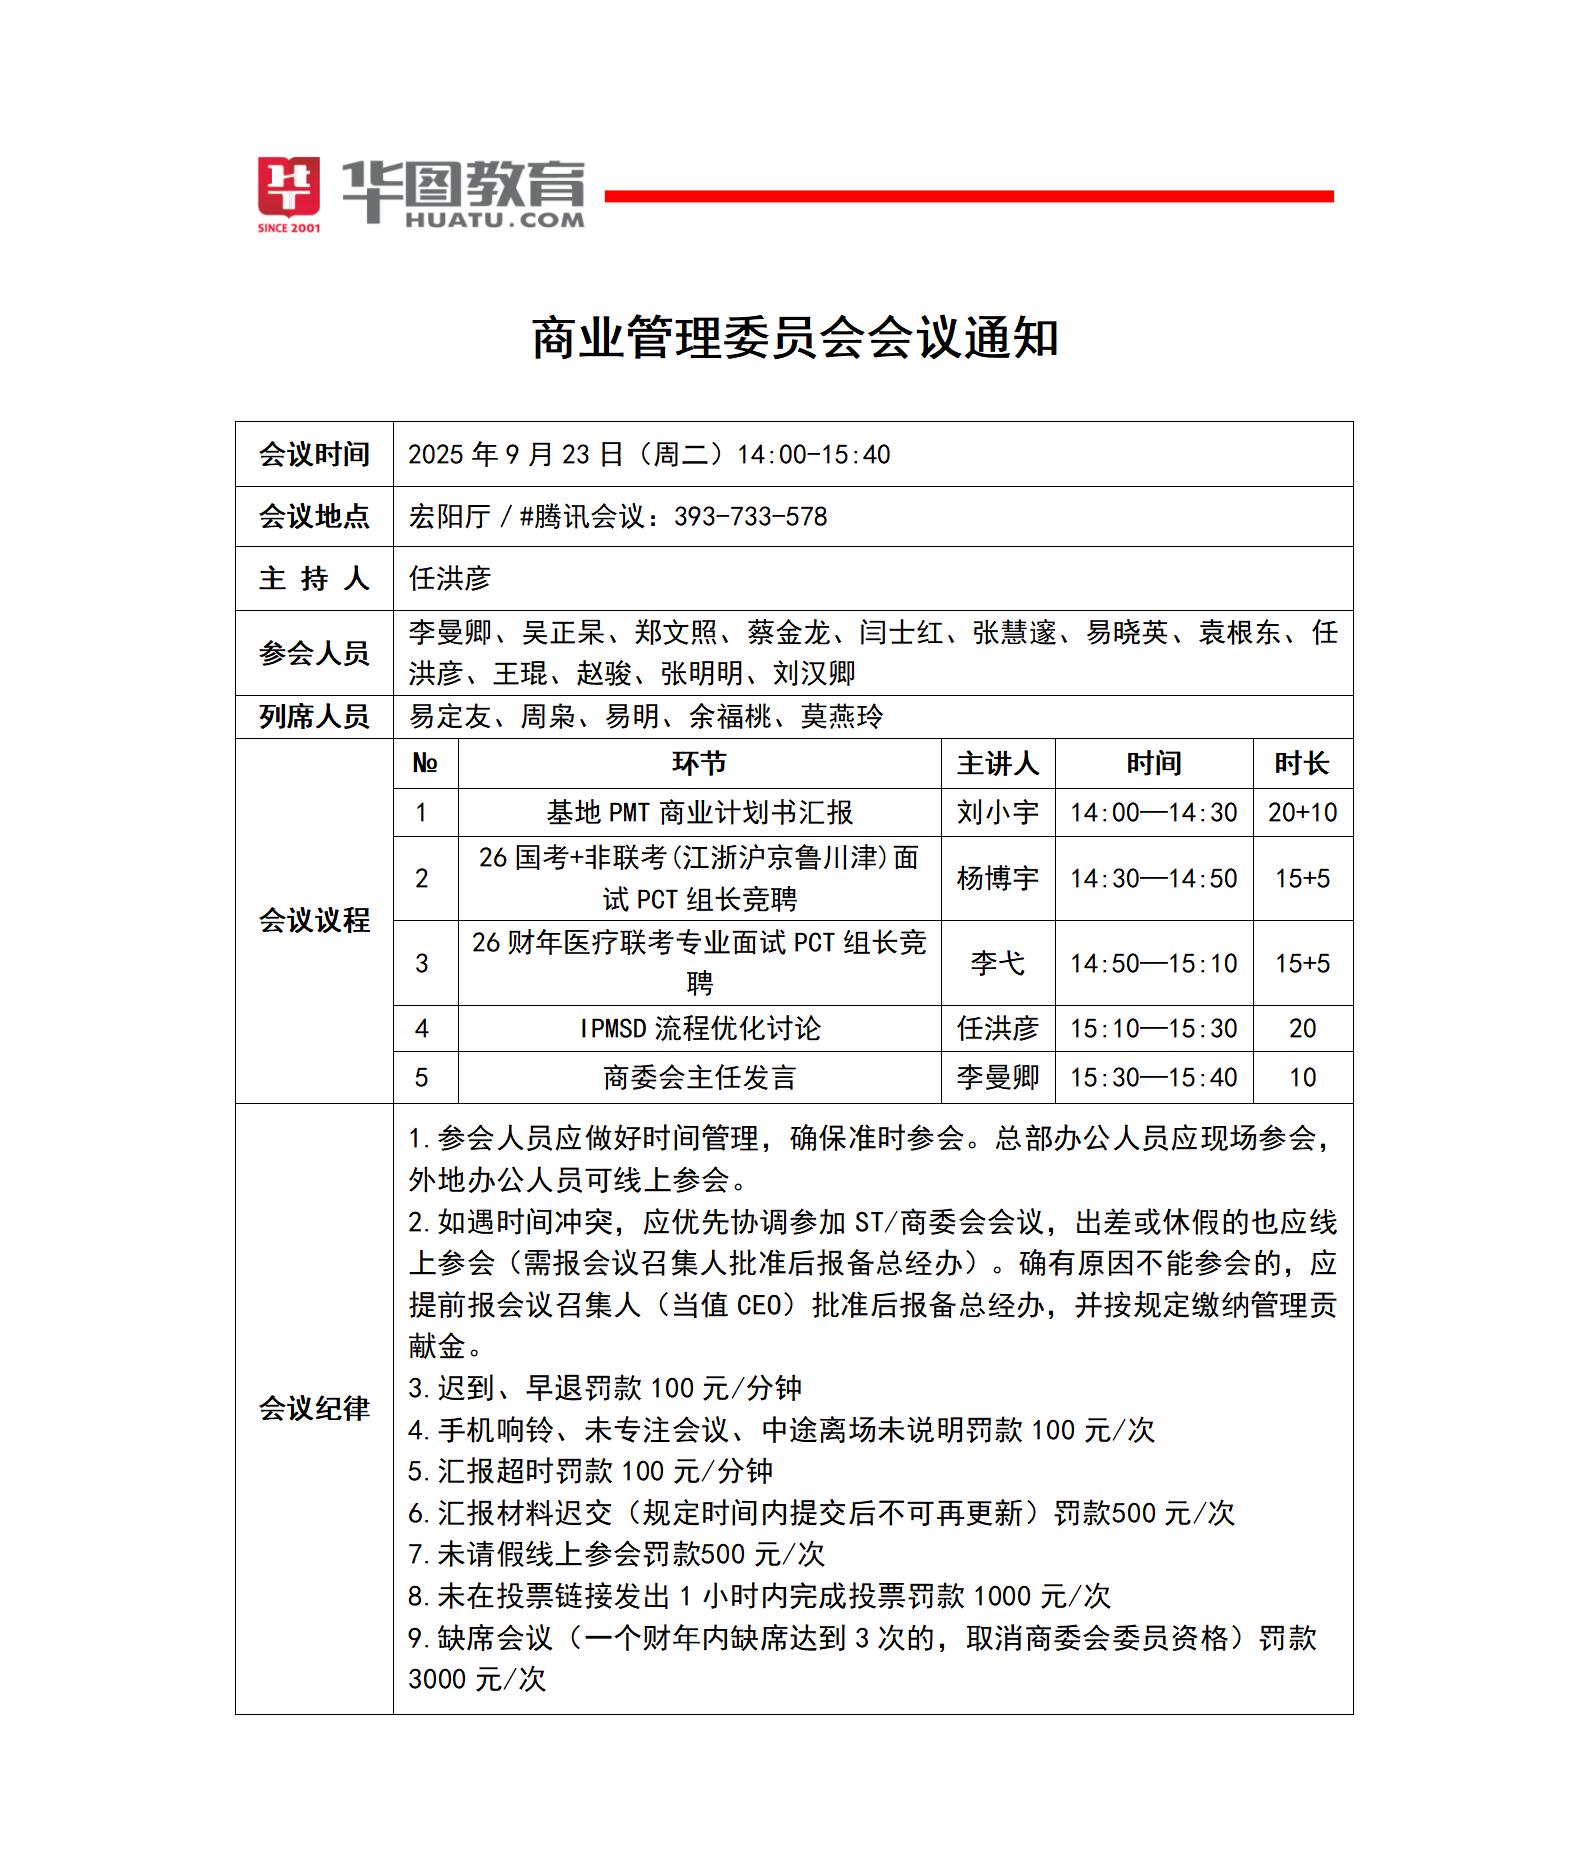 华图教育
HUATU.COM
SINCE 2001
商业管理委员会会议通知
会议时间 2025 年 9 月 23 日（周二）14:00-15:40
会议地点 宏阳厅 / #腾讯会议：393-733-578
主 持 人 任洪彦
参会人员 李曼卿、吴正杲、郑文照、蔡金龙、闫士红、张慧邃、易晓英、袁根东、任
洪彦、王琨、赵骏、张明明、刘汉卿
列席人员 易定友、周枭、易明、余福桃、莫燕玲
会议议程
№ 环节 主讲人 时间 时长
1 基地 PMT 商业计划书汇报 刘小宇 14:00—14:30 20+10
2 26 国考+非联考(江浙沪京鲁川津)面
试 PCT 组长竞聘 杨博宇 14:30—14:50 15+5
3 26 财年医疗联考专业面试 PCT 组长竞
聘 李弋 14:50—15:10 15+5
4 IPMSD 流程优化讨论 任洪彦 15:10—15:30 20
5 商委会主任发言 李曼卿 15:30—15:40 10
会议纪律
1.参会人员应做好时间管理，确保准时参会。总部办公人员应现场参会，
外地办公人员可线上参会。
2.如遇时间冲突，应优先协调参加 ST/商委会会议，出差或休假的也应线
上参会（需报会议召集人批准后报备总经办）。确有原因不能参会的，应
提前报会议召集人（当值 CEO）批准后报备总经办，并按规定缴纳管理贡
献金。
3.迟到、早退罚款 100 元/分钟
4.手机响铃、未专注会议、中途离场未说明罚款 100 元/次
5.汇报超时罚款 100 元/分钟
6.汇报材料迟交（规定时间内提交后不可再更新）罚款500 元/次
7.未请假线上参会罚款500 元/次
8.未在投票链接发出 1 小时内完成投票罚款 1000 元/次
9.缺席会议（一个财年内缺席达到 3 次的，取消商委会委员资格）罚款
3000 元/次